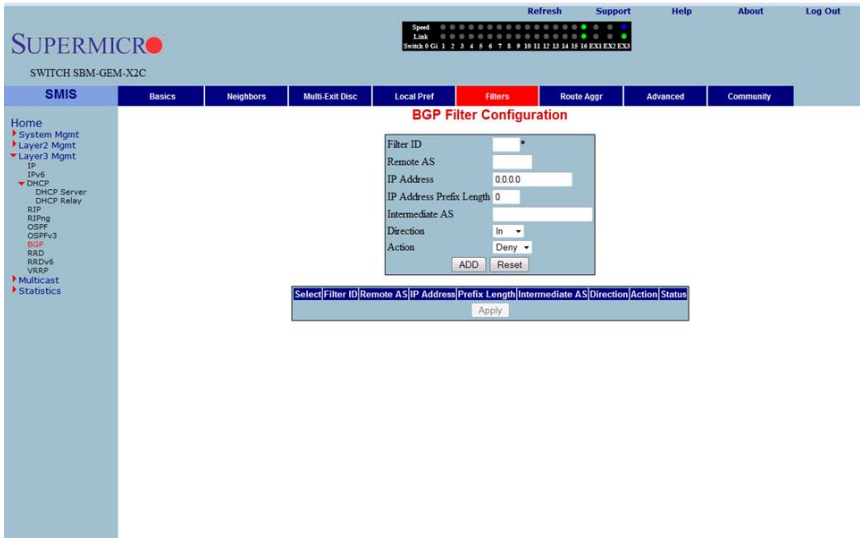 Refresh Support Help About Log Out
SUPERMICRO
SWITCH SBM-GEM-X2C
Speed
Link
Switch 0 Gi 1 2 3 4 5 6 7 8 9 10 11 12 13 14 15 16 EX1 EX2 EX3
SMIS
Basics Neighbors Multi-Exit Disc Local Pref Filters Route Aggr Advanced Community
Home
System Mgmt
Layer2 Mgmt
Layer3 Mgmt
IP
IPv6
DHCP
DHCP Server
DHCP Relay
RIP
RIPng
OSPF
OSPFv3
BGP
RRD
RRDv6
VRRP
Multicast
Statistics
BGP Filter Configuration
Filter ID *
Remote AS
IP Address 0.0.0.0
IP Address Prefix Length 0
Intermediate AS
Direction In
Action Deny
ADD Reset
Select Filter ID Remote AS IP Address Prefix Length Intermediate AS Direction Action Status
Apply